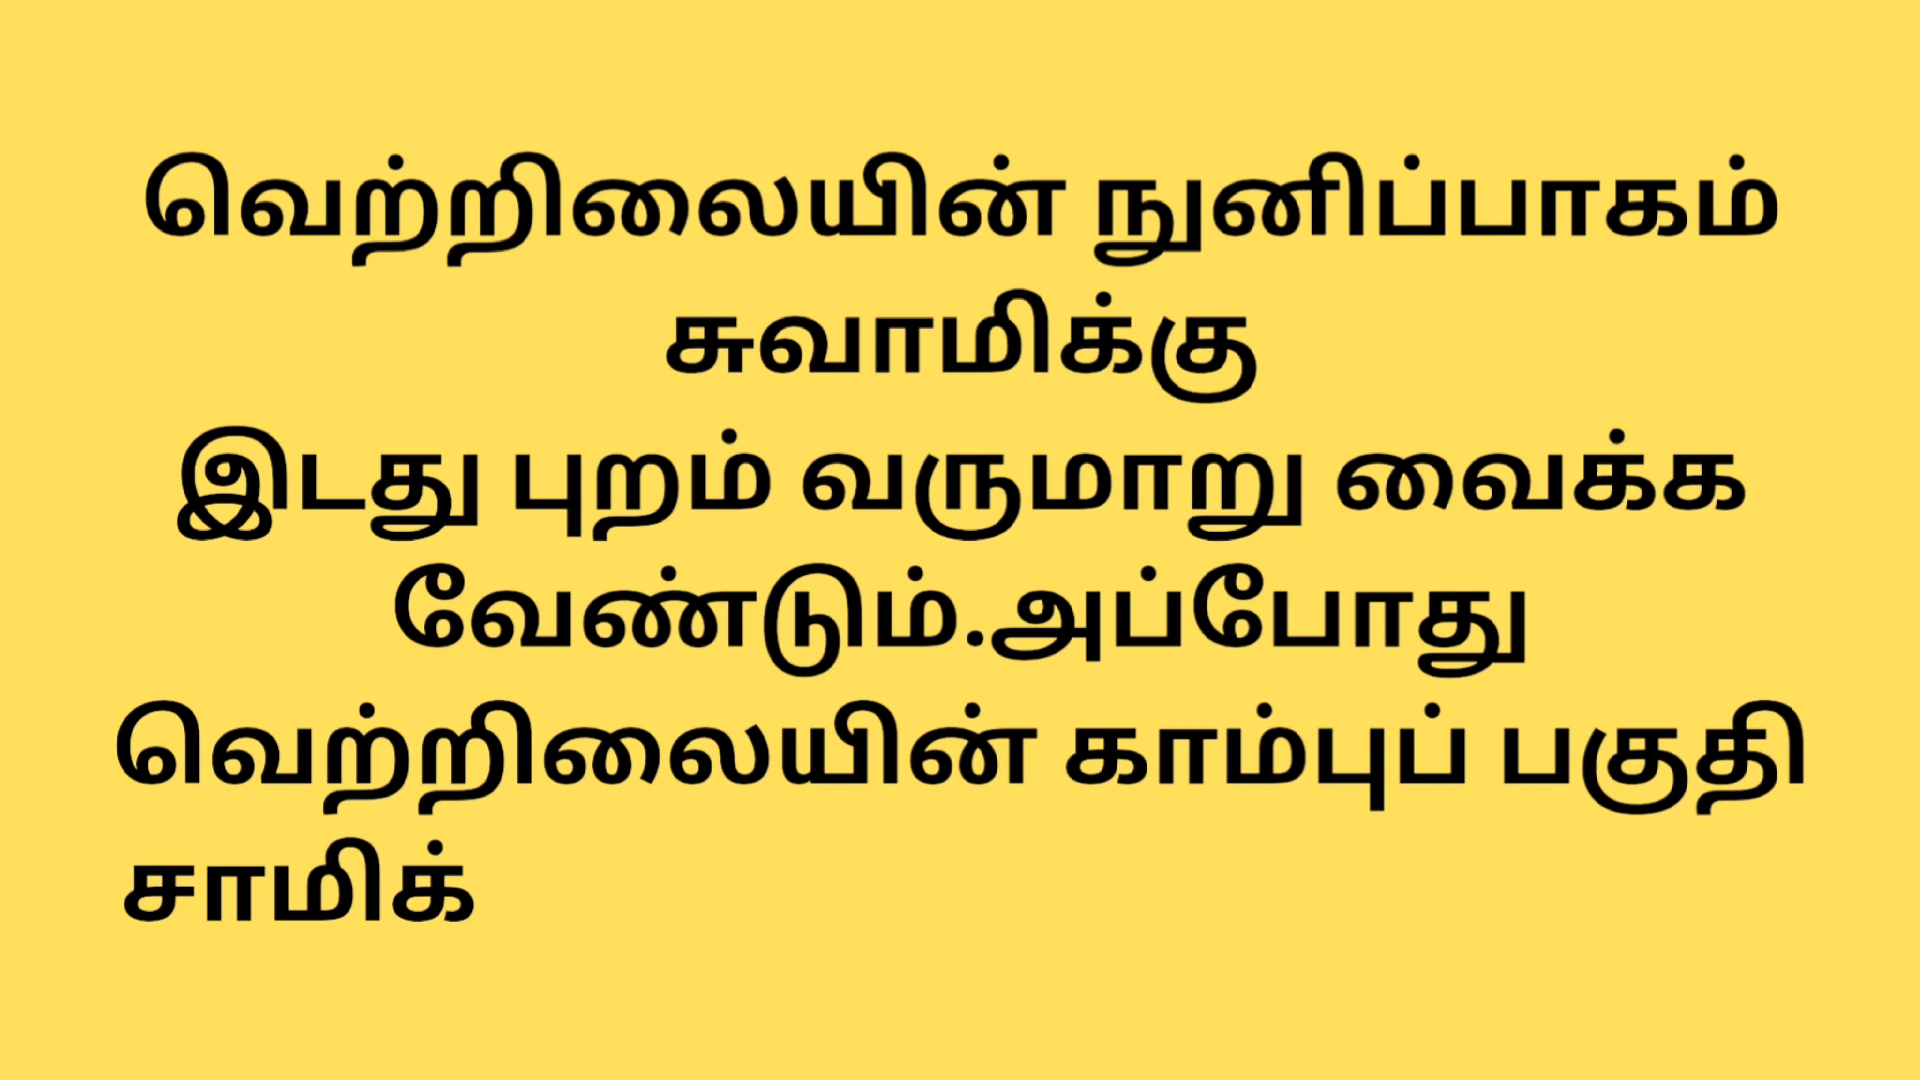 வெற்றிலையின் நுனிப்பாகம்
சுவாமிக்கு
இடது புறம் வருமாறு வைக்க
வேண்டும்.அப்போது
வெற்றிலையின் காம்புப் பகுதி
சாமிக்